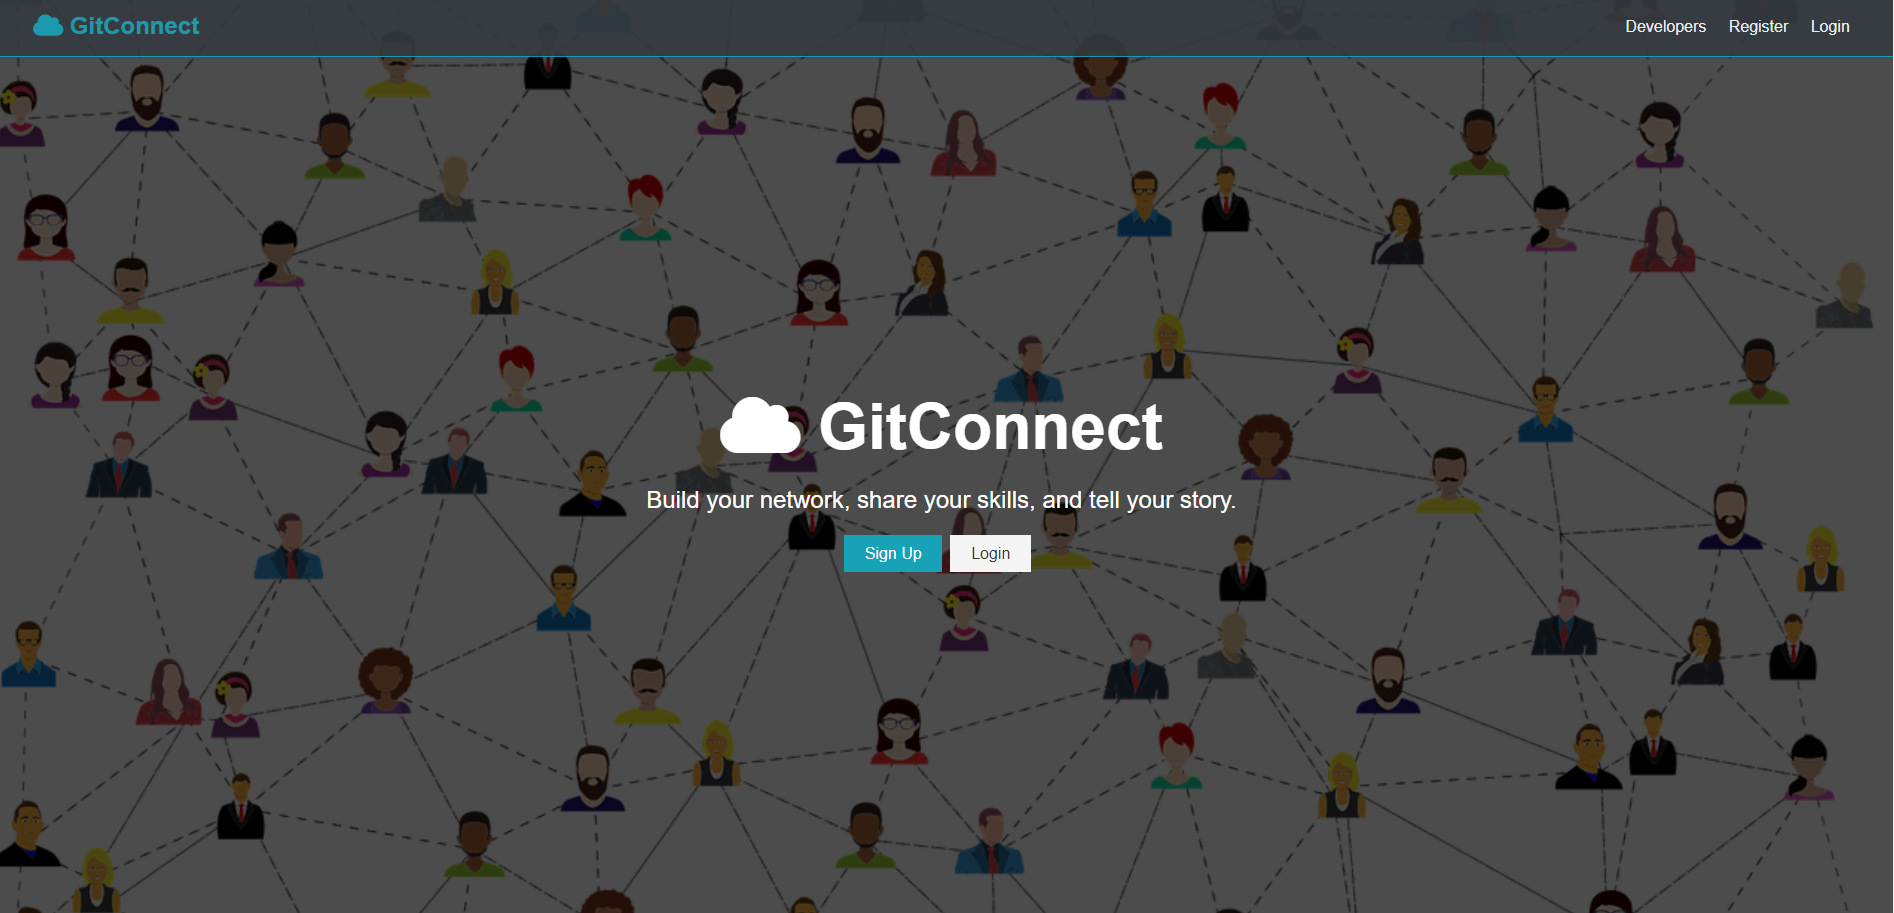 GitConnect
Developers Register Login
GitConnect
Build your network, share your skills, and tell your story.
Sign Up Login